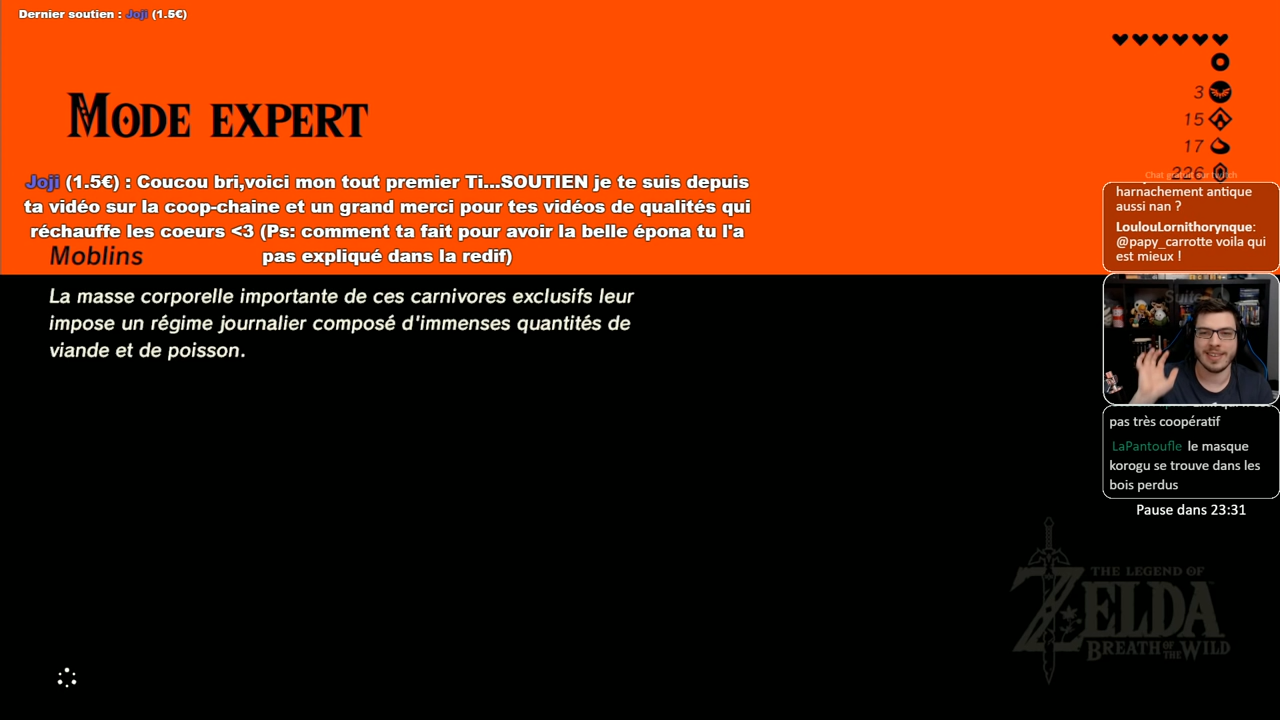 Dernier soutien : Joji (1.5€)
MODE EXPERT
3
15
17
226
Joji (1.5€) : Coucou bri,voici mon tout premier Ti...SOUTIEN je te suis depuis
ta vidéo sur la coop-chaine et un grand merci pour tes vidéos de qualités qui
réchauffe les coeurs <3 (Ps: comment ta fait pour avoir la belle épona tu l'a
pas expliqué dans la redif)
Moblins
La masse corporelle importante de ces carnivores exclusifs leur
impose un régime journalier composé d'immenses quantités de
viande et de poisson.
harnachement antique
aussi nan ?
LoulouLornithorynque:
@papy_carrotte voila qui
est mieux !
pas très coopératif
LaPantoufle le masque
korogu se trouve dans les
bois perdus
Pause dans 23:31
THE LEGEND OF
ZELDA
BREATH OF THE WILD